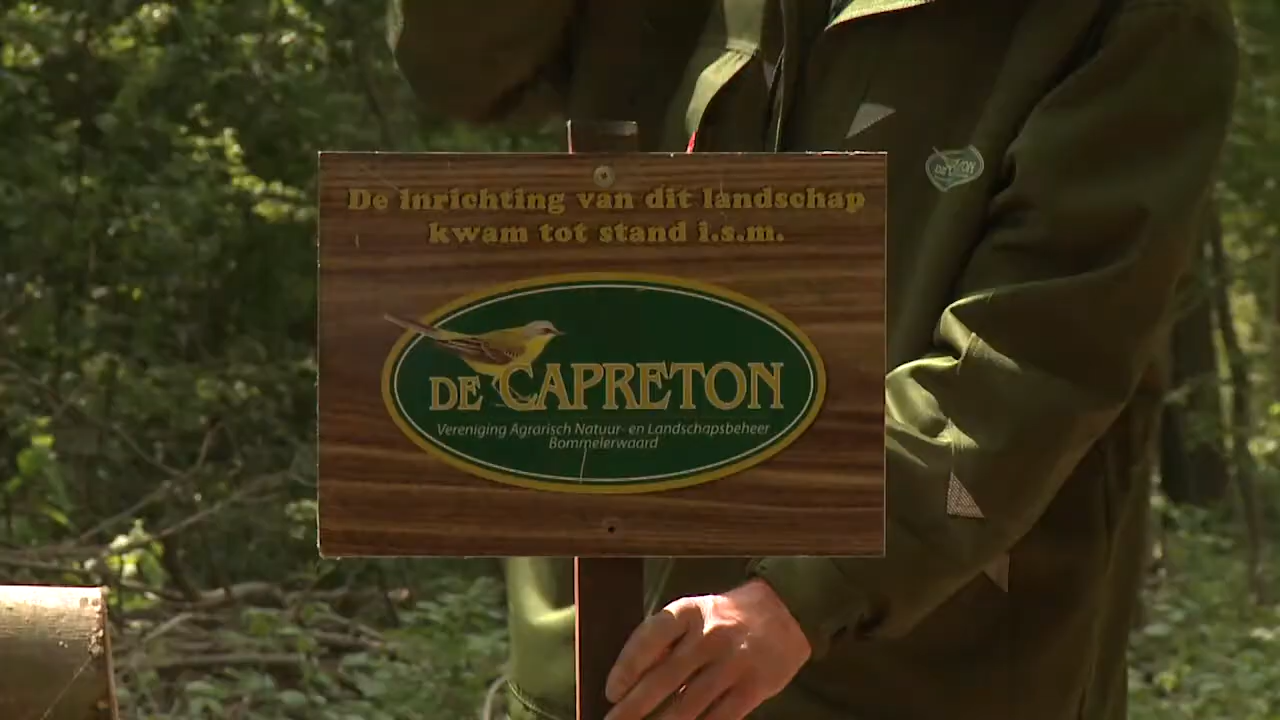 De inrichting van dit landschap
kwam tot stand i.s.m.
DE CAPRETON
Vereniging Agrarisch Natuur- en Landschapsbeheer
Bommelerwaard